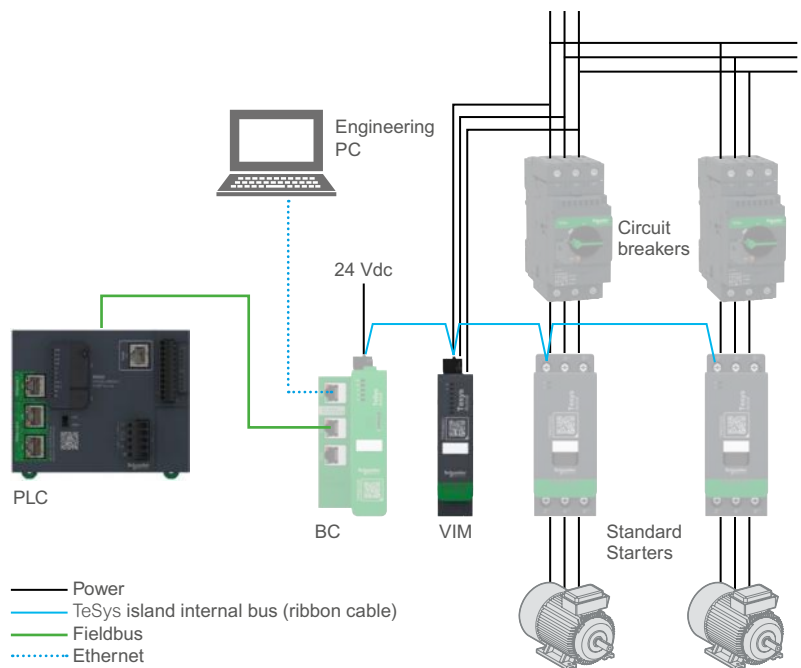 Engineering
PC
Circuit
breakers
24 Vdc
TeSys
PLC
BC
VIM
Standard
Starters
Power
TeSys island internal bus (ribbon cable)
Fieldbus
Ethernet